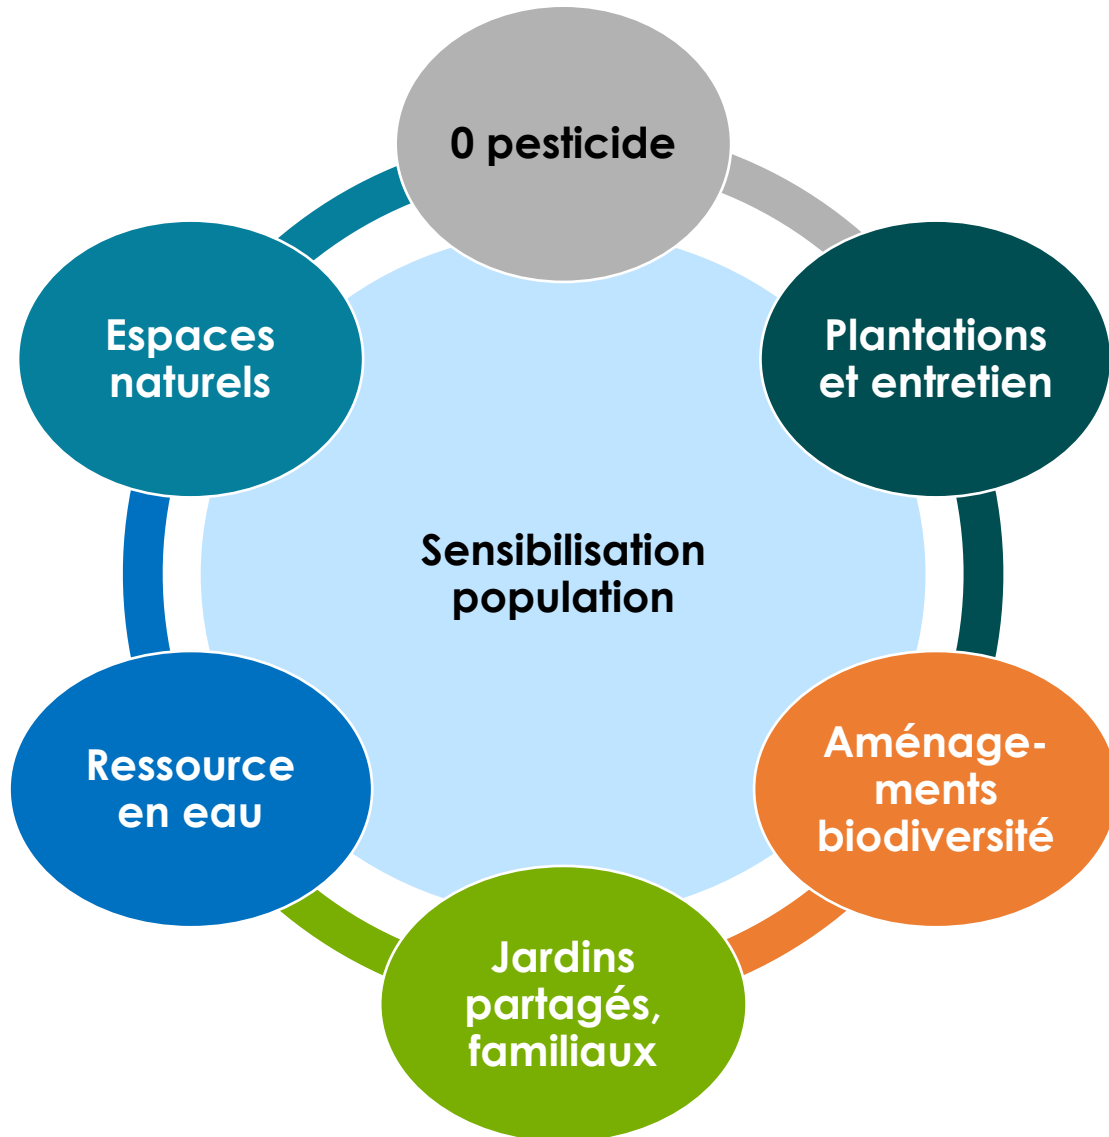 0 pesticide
Plantations
et entretien
Aménage-
ments
biodiversité
Jardins
partagés,
familiaux
Ressource
en eau
Espaces
naturels
Sensibilisation
population